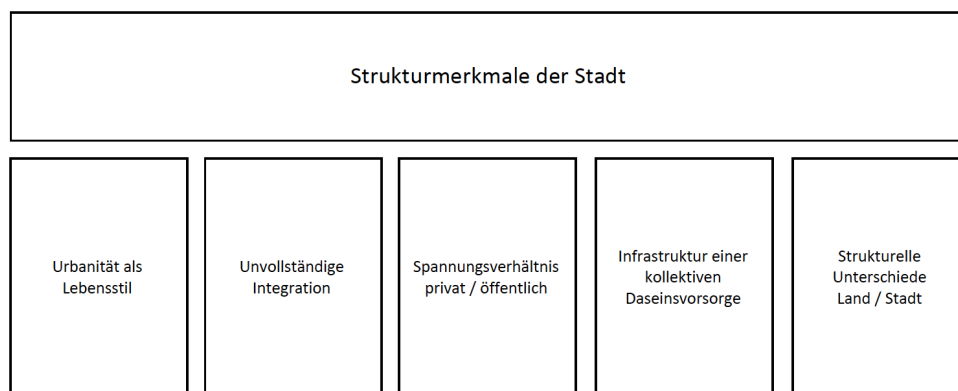 Strukturmerkmale der Stadt
Urbanität als
Lebensstil
Unvollständige
Integration
Spannungsverhältnis
privat / öffentlich
Infrastruktur einer
kollektiven
Daseinsvorsorge
Strukturelle
Unterschiede
Land / Stadt